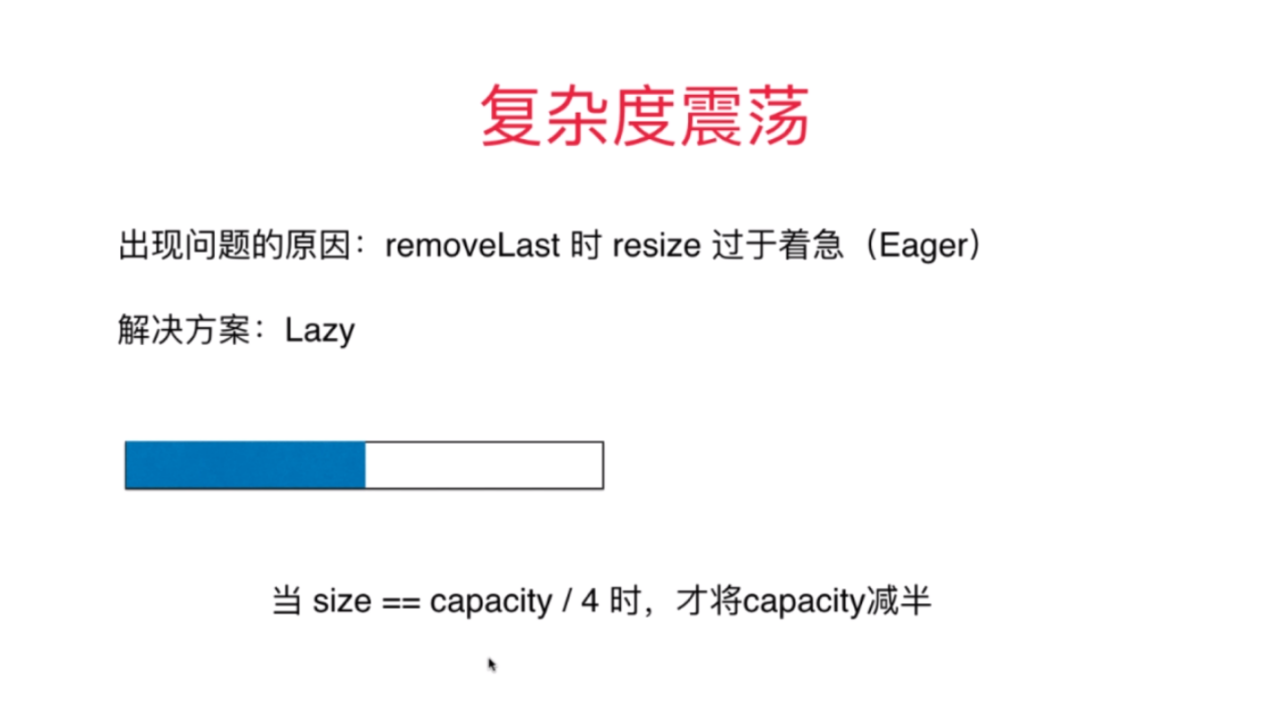 复杂度震荡
出现问题的原因：removeLast 时 resize 过于着急（Eager）
解决方案：Lazy
当 size == capacity / 4 时，才将capacity减半